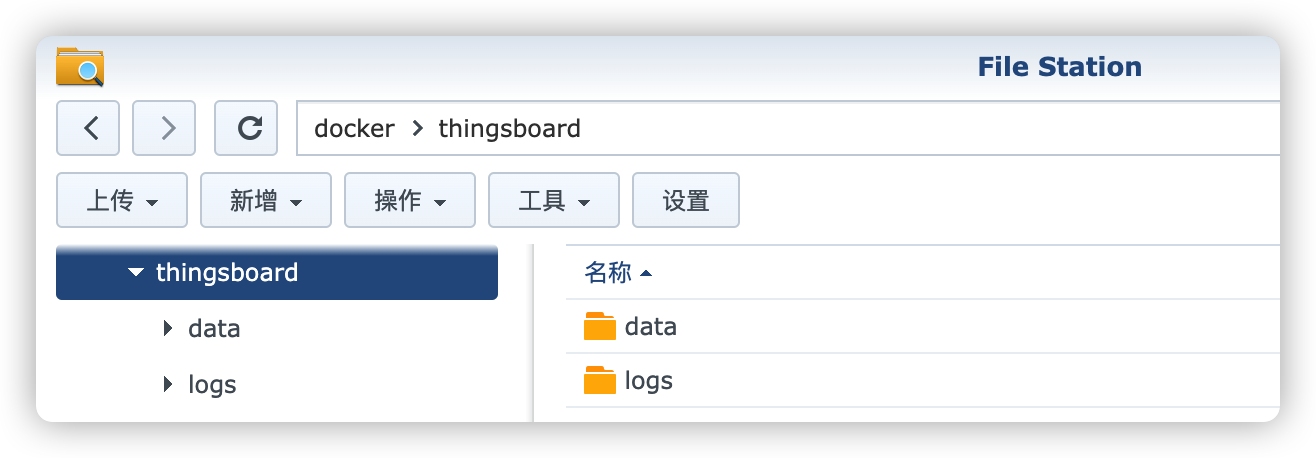 File Station
docker > thingsboard
上传 新增 操作 工具 设置
thingsboard
data
logs
名称
data
logs